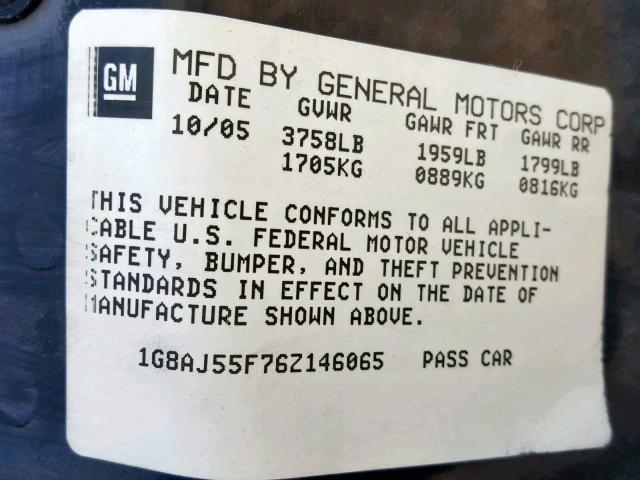 GM
MFD BY GENERAL MOTORS CORP
DATE GVWR GAWR FRT GAWR RR
10/05 3758LB 1959LB 1799LB
1705KG 0889KG 0816KG
THIS VEHICLE CONFORMS TO ALL APPLI-
CABLE U.S. FEDERAL MOTOR VEHICLE
SAFETY, BUMPER, AND THEFT PREVENTION
STANDARDS IN EFFECT ON THE DATE OF
MANUFACTURE SHOWN ABOVE.
1G8AJ55F76Z146065 PASS CAR